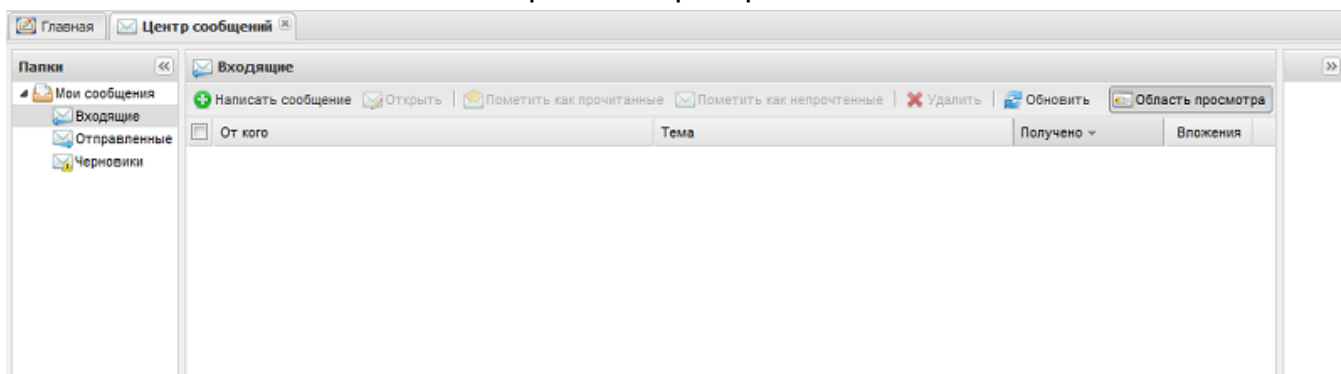 Главная Центр сообщений
Папки Входящие
Мои сообщения Написать сообщение Открыть Пометить как прочитанные Пометить как непрочтенные Удалить Обновить Область просмотра
Входящие
Отправленные От кого Тема Получено Вложения
Черновики